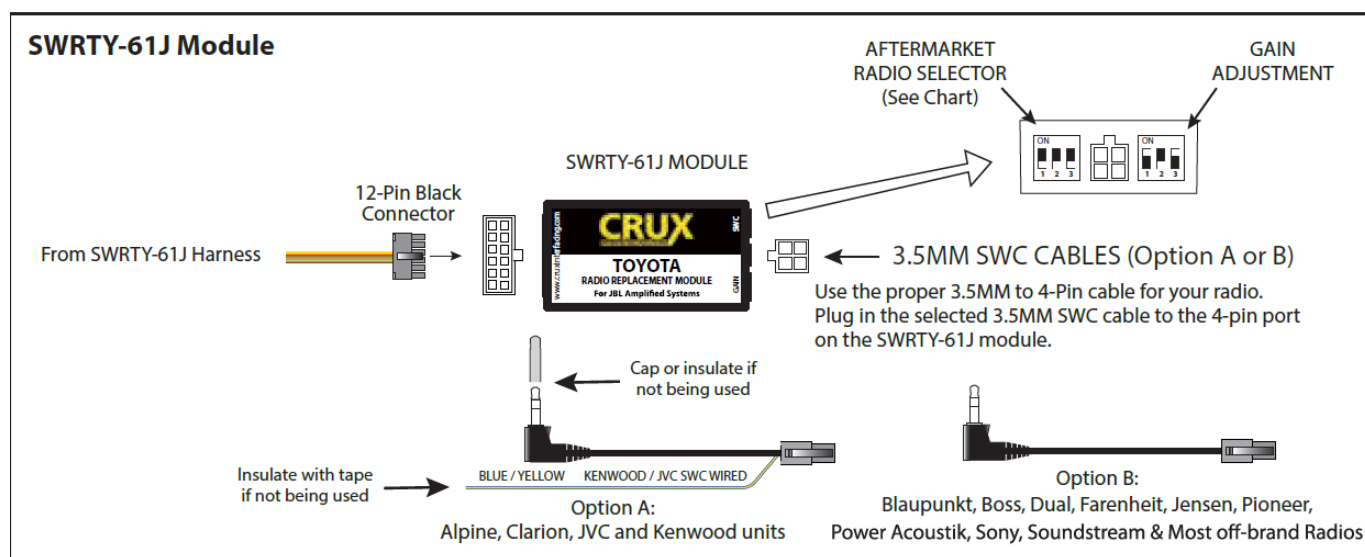 SWRTY-61J Module
AFTERMARKET
RADIO SELECTOR
(See Chart)
GAIN
ADJUSTMENT
ON
1 2 3
ON
1 2 3
SWRTY-61J MODULE
12-Pin Black
Connector
From SWRTY-61J Harness
www.cruxinterfacing.com
CRUX
SWC
TOYOTA
RADIO REPLACEMENT MODULE
For JBL Amplified Systems
GAIN
3.5MM SWC CABLES (Option A or B)
Use the proper 3.5MM to 4-Pin cable for your radio.
Plug in the selected 3.5MM SWC cable to the 4-pin port
on the SWRTY-61J module.
Cap or insulate if
not being used
Insulate with tape
if not being used
BLUE / YELLOW KENWOOD / JVC SWC WIRED
Option A:
Alpine, Clarion, JVC and Kenwood units
Option B:
Blaupunkt, Boss, Dual, Farenheit, Jensen, Pioneer,
Power Acoustik, Sony, Soundstream & Most off-brand Radios